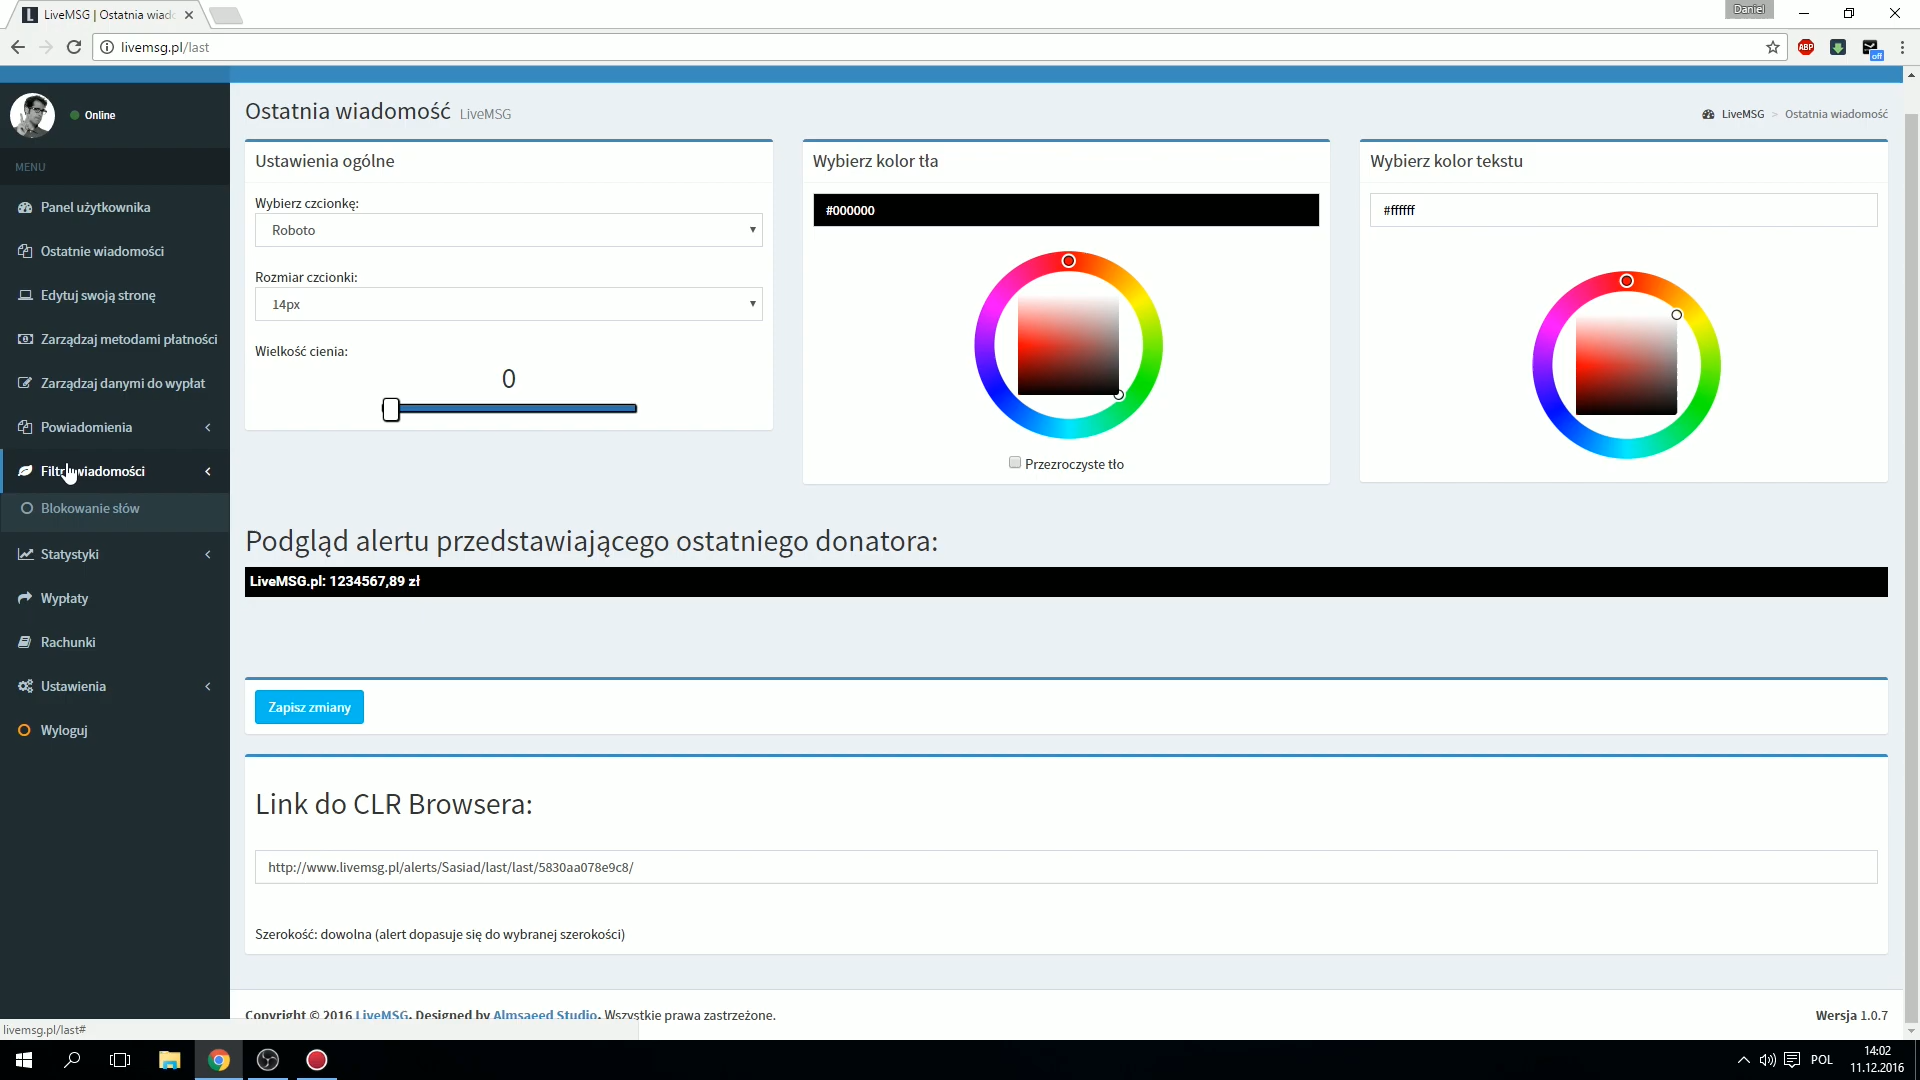 LiveMSG | Ostatnia wiadc
Daniel
livemsg.pl/last
ABP
off
Online
MENU
Panel użytkownika
Ostatnie wiadomości
Edytuj swoją stronę
Zarządzaj metodami płatności
Zarządzaj danymi do wypłat
Powiadomienia
Filtr wiadomości
Blokowanie słów
Statystyki
Wypłaty
Rachunki
Ustawienia
Wyloguj
Ostatnia wiadomość LiveMSG
LiveMSG > Ostatnia wiadomość
Ustawienia ogólne
Wybierz czcionkę:
Roboto
Rozmiar czcionki:
14px
Wielkość cienia:
0
Wybierz kolor tła
#000000
Przezroczyste tło
Wybierz kolor tekstu
#ffffff
Podgląd alertu przedstawiającego ostatniego donatora:
LiveMSG.pl: 1234567,89 zł
Zapisz zmiany
Link do CLR Browsera:
http://www.livemsg.pl/alerts/Sasiad/last/last/5830aa078e9c8/
Szerokość: dowolna (alert dopasuje się do wybranej szerokości)
Copyright © 2016 LiveMSG. Designed by Almsaeed Studio. Wszystkie prawa zastrzeżone.
Wersja 1.0.7
livemsg.pl/last#
POL
14:02
11.12.2016